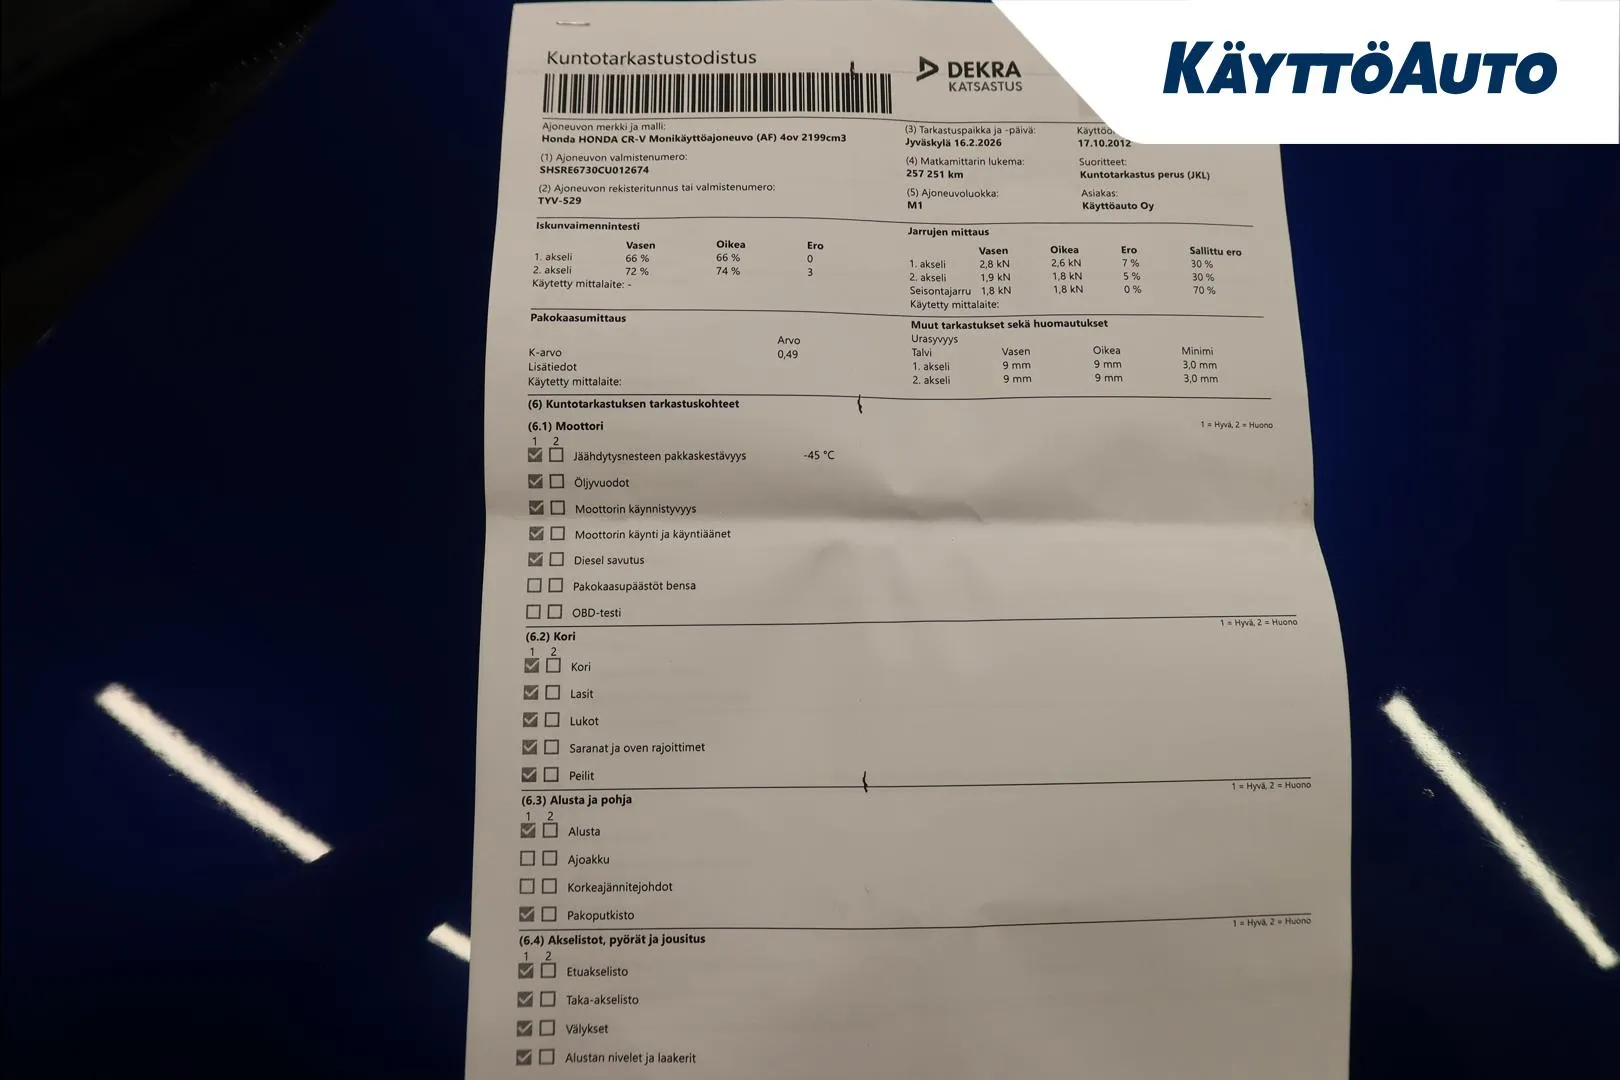 KÄYTTÖAUTO
Kuntotarkastustodistus
DEKRA
KATSASTUS
Ajoneuvon merkki ja malli:
Honda HONDA CR-V Monikäyttöajoneuvo (AF) 4ov 2199cm3
(1) Ajoneuvon valmistenumero:
SHSRE6730CU012674
(2) Ajoneuvon rekisteritunnus tai valmistenumero:
TYV-529
(3) Tarkastuspaikka ja -päivä:
Jyväskylä 16.2.2026
(4) Matkamittarin lukema:
257 251 km
(5) Ajoneuvoluokka:
M1
17.10.2012
Suoritteet:
Kuntotarkastus perus (JKL)
Asiakas:
Käyttöauto Oy
Iskunvaimennintesti
Vasen Oikea Ero
1. akseli 66 % 66 % 0
2. akseli 72 % 74 % 3
Käytetty mittalaite: -
Jarrujen mittaus
Vasen Oikea Ero Sallittu ero
1. akseli 2,8 kN 2,6 kN 7 % 30 %
2. akseli 1,9 kN 1,8 kN 5 % 30 %
Seisontajarru 1,8 kN 1,8 kN 0 % 70 %
Käytetty mittalaite:
Pakokaasumittaus
Arvo
K-arvo 0,49
Lisätiedot
Käytetty mittalaite:
Muut tarkastukset sekä huomautukset
Urasyvyys
Talvi Vasen Oikea Minimi
1. akseli 9 mm 9 mm 3,0 mm
2. akseli 9 mm 9 mm 3,0 mm
(6) Kuntotarkastuksen tarkastuskohteet
(6.1) Moottori 1 = Hyvä, 2 = Huono
1 2
Jäähdytysnesteen pakkaskestävyys -45 °C
Öljyvuodot
Moottorin käynnistyvyys
Moottorin käynti ja käyntiäänet
Diesel savutus
Pakokaasupäästöt bensa
OBD-testi
(6.2) Kori 1 = Hyvä, 2 = Huono
1 2
Kori
Lasit
Lukot
Saranat ja oven rajoittimet
Peilit
(6.3) Alusta ja pohja 1 = Hyvä, 2 = Huono
1 2
Alusta
Ajoakku
Korkeajännitejohdot
Pakoputkisto
(6.4) Akselistot, pyörät ja jousitus 1 = Hyvä, 2 = Huono
1 2
Etuakselisto
Taka-akselisto
Välykset
Alustan nivelet ja laakerit